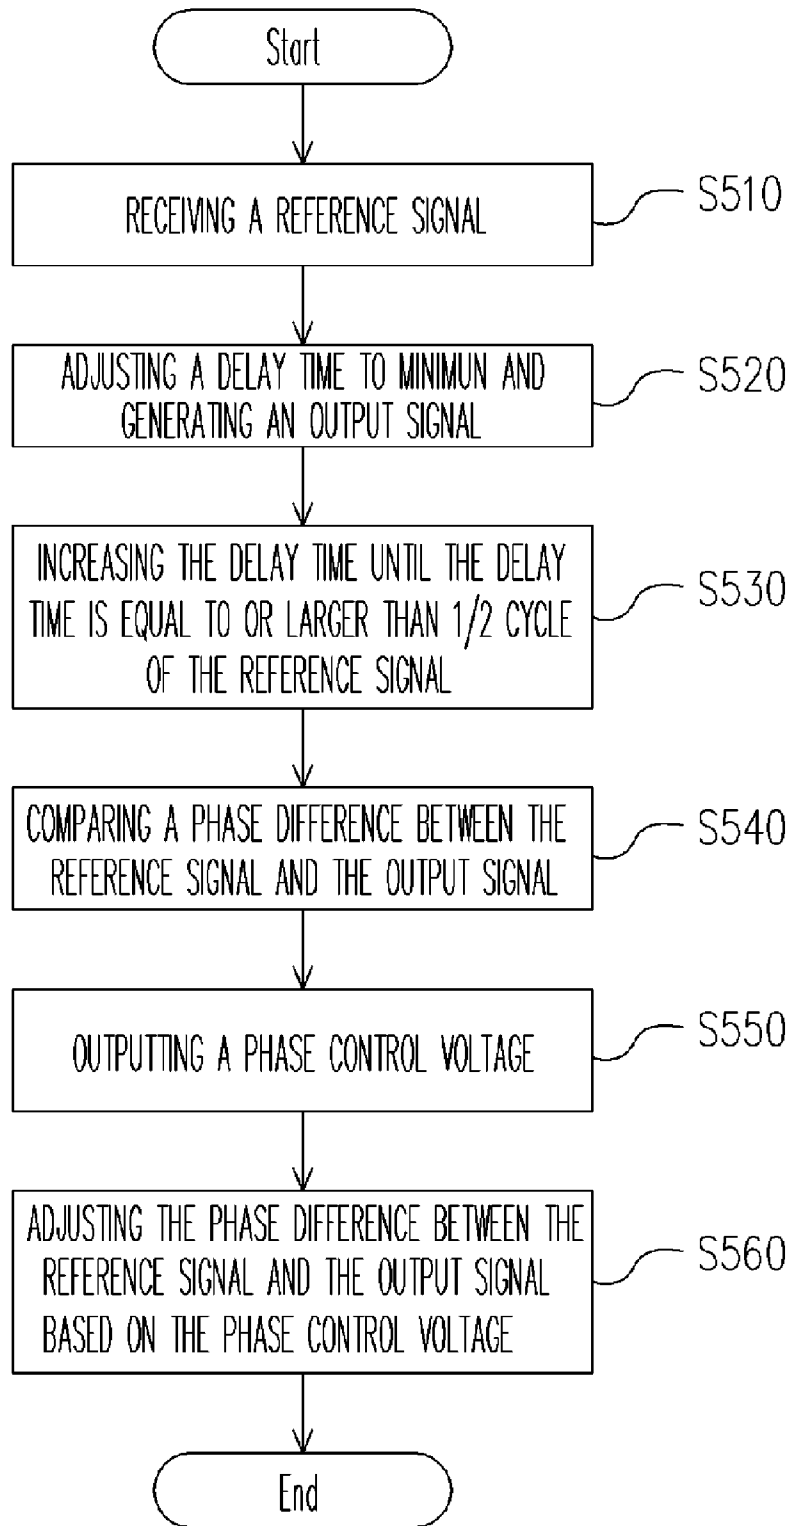 Start
RECEIVING A REFERENCE SIGNAL
S510
ADJUSTING A DELAY TIME TO MINIMUN AND
GENERATING AN OUTPUT SIGNAL
S520
INCREASING THE DELAY TIME UNTIL THE DELAY
TIME IS EQUAL TO OR LARGER THAN 1/2 CYCLE
OF THE REFERENCE SIGNAL
S530
COMPARING A PHASE DIFFERENCE BETWEEN THE
REFERENCE SIGNAL AND THE OUTPUT SIGNAL
S540
OUTPUTTING A PHASE CONTROL VOLTAGE
S550
ADJUSTING THE PHASE DIFFERENCE BETWEEN THE
REFERENCE SIGNAL AND THE OUTPUT SIGNAL
BASED ON THE PHASE CONTROL VOLTAGE
S560
End